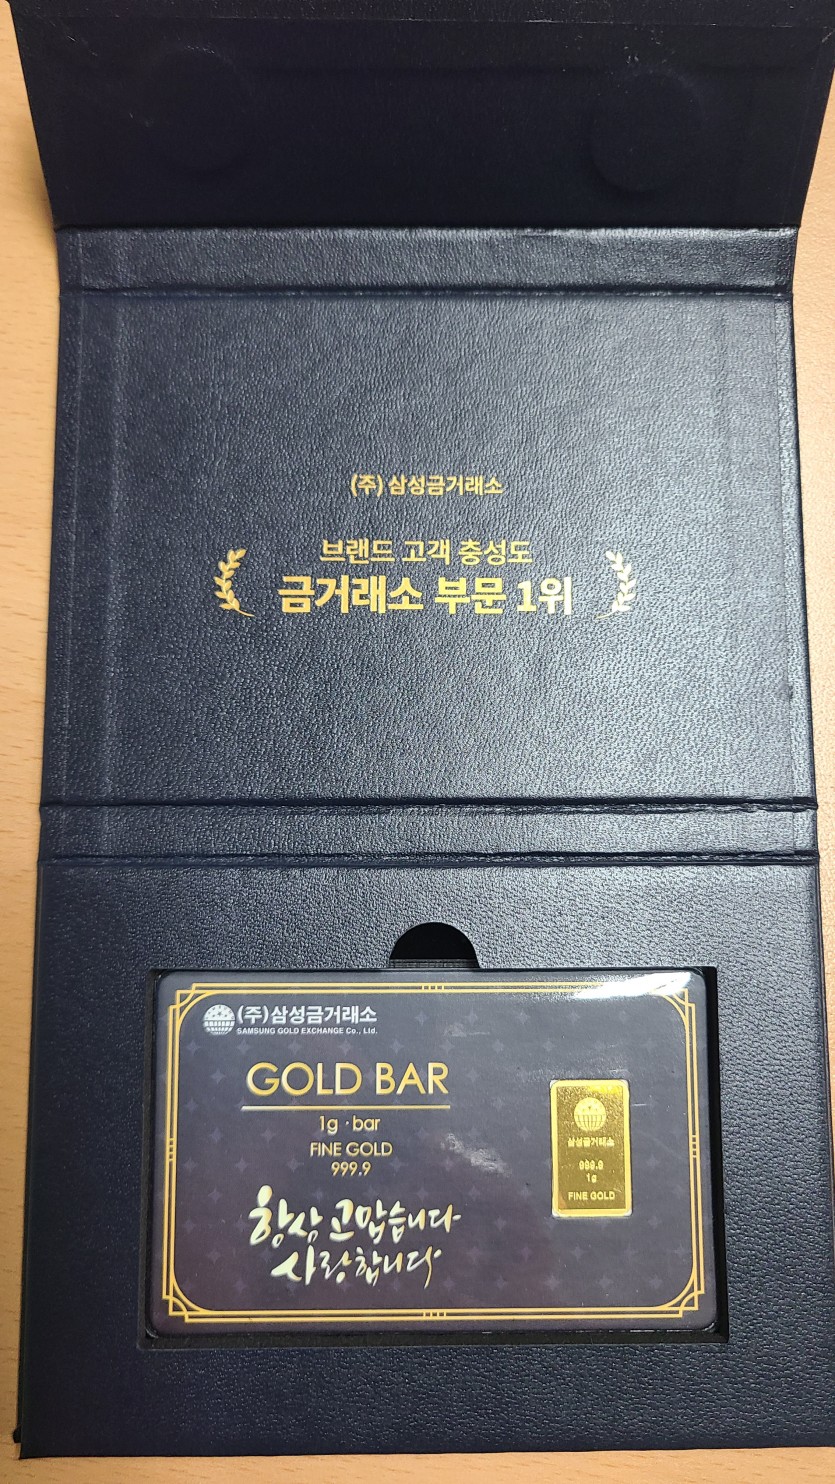 (주) 삼성금거래소
브랜드 고객 충성도
금거래소 부문 1위
(주)삼성금거래소
SAMSUNG GOLD EXCHANGE Co., Ltd.
GOLD BAR
1g · bar
FINE GOLD
999.9
항상 고맙습니다
사랑합니다
삼성금거래소
999.9
1g
FINE GOLD